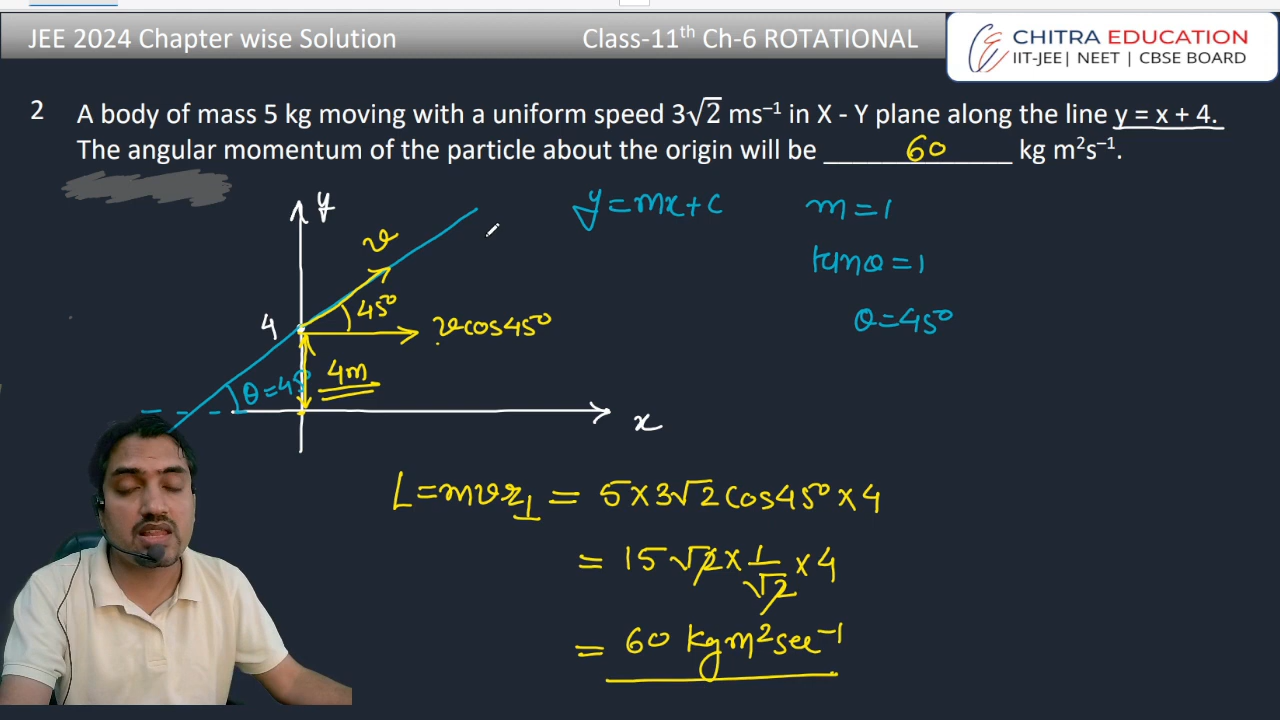 JEE 2024 Chapter wise Solution
Class-11th Ch-6 ROTATIONAL
CHITRA EDUCATION
IIT-JEE| NEET | CBSE BOARD
2 A body of mass 5 kg moving with a uniform speed 3√2 ms⁻¹ in X - Y plane along the line y = x + 4.
The angular momentum of the particle about the origin will be ______ 60 ______ kg m²s⁻¹.
y
y = mx + c
m = 1
v
tanθ = 1
45°
θ = 45°
4
v cos45°
4m
θ = 45°
x
L = mvr⊥ = 5 × 3√2 cos45° × 4
= 15√2 × 1/√2 × 4
= 60 kgm²sec⁻¹